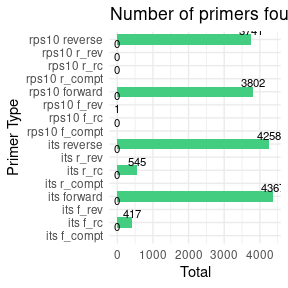 Number of primers fou
Primer Type
rps10 reverse 3741
rps10 r_rev 0
rps10 r_rc 0
rps10 r_compt 0
rps10 forward 3802
rps10 f_rev 0
rps10 f_rc 1
rps10 f_compt 0
its reverse 4258
its r_rev 0
its r_rc 545
its r_compt 0
its forward 4367
its f_rev 0
its f_rc 417
its f_compt 0
0 1000 2000 3000 4000
Total